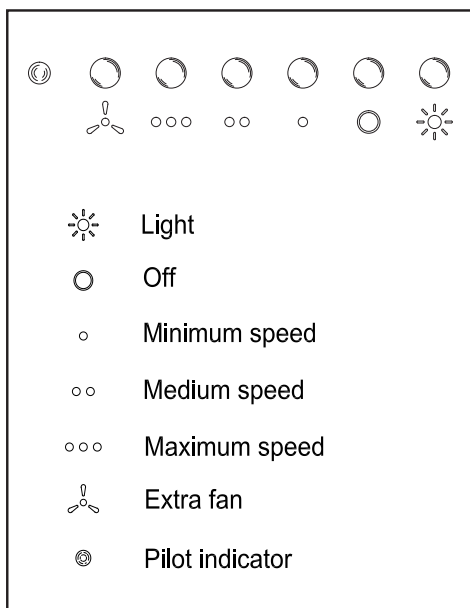 Light
Off
Minimum speed
Medium speed
Maximum speed
Extra fan
Pilot indicator